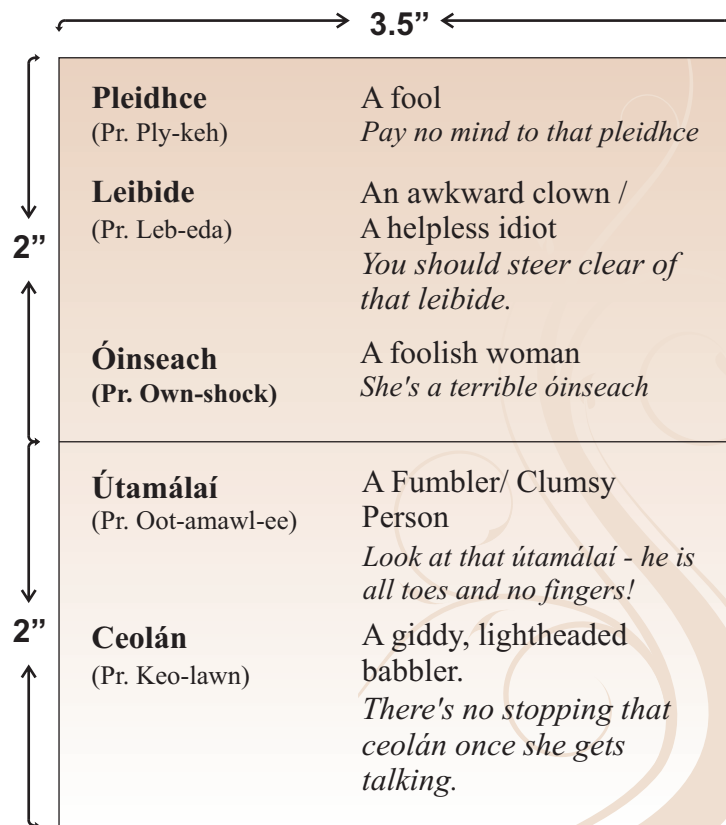 3.5”
Pleidhce
(Pr. Ply-keh)
A fool
Pay no mind to that pleidhce
Leibide
(Pr. Leb-eda)
An awkward clown /
A helpless idiot
You should steer clear of
that leibide.
2”
Óinseach
(Pr. Own-shock)
A foolish woman
She's a terrible óinseach
Útamálaí
(Pr. Oot-amawl-ee)
A Fumbler/ Clumsy
Person
Look at that útamálaí - he is
all toes and no fingers!
2”
Ceolán
(Pr. Keo-lawn)
A giddy, lightheaded
babbler.
There's no stopping that
ceolán once she gets
talking.